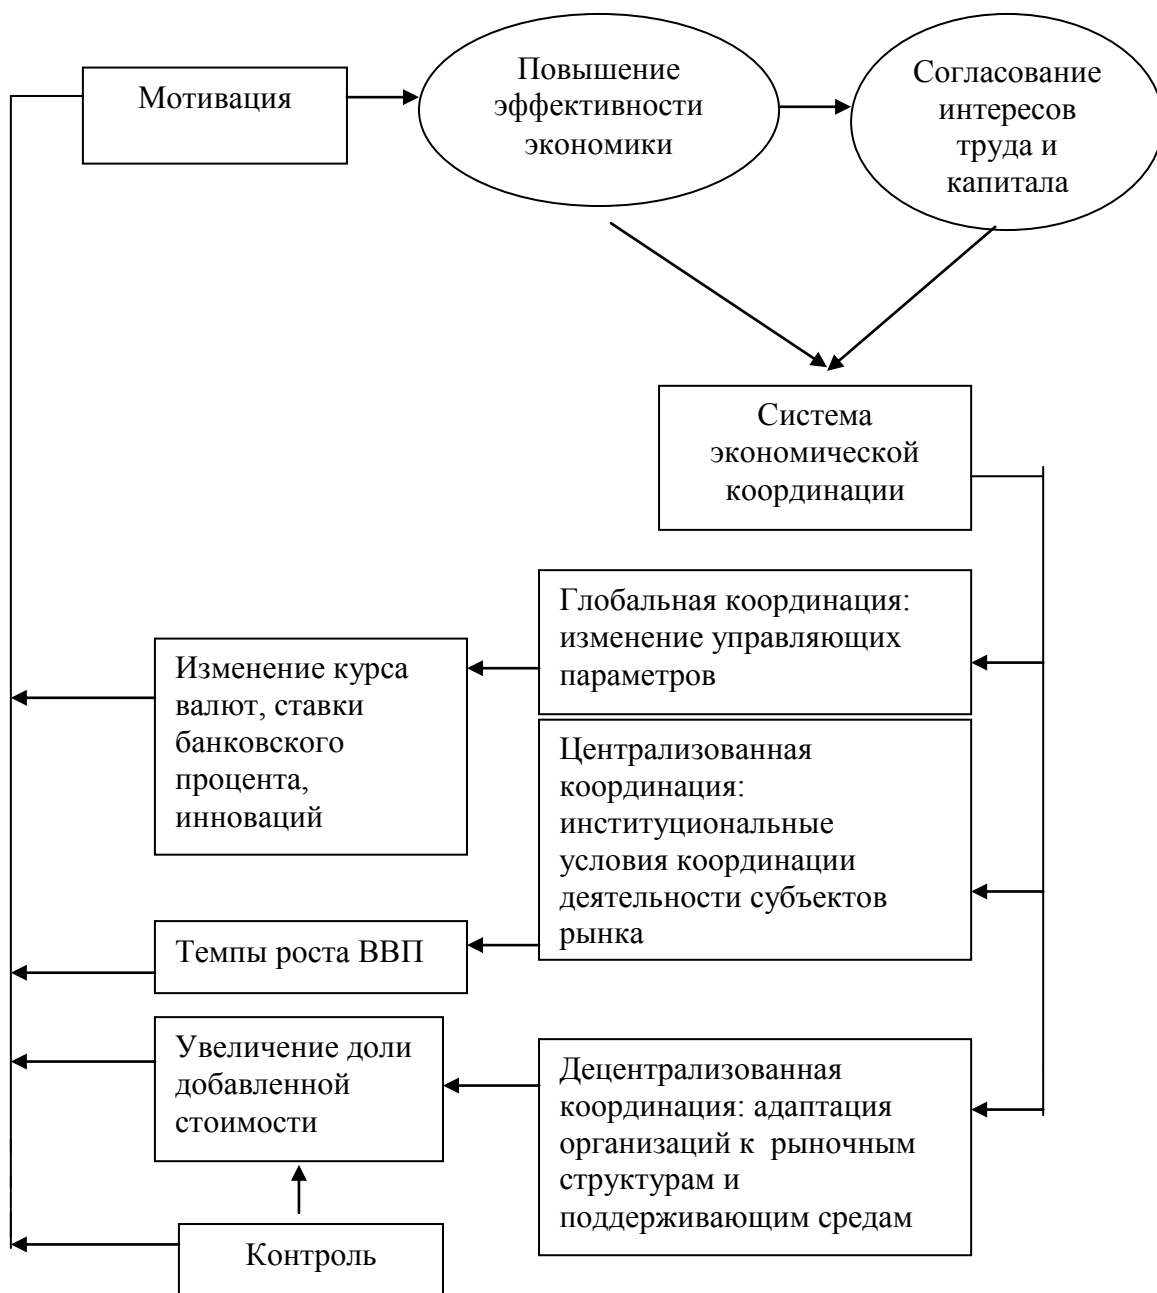 Мотивация
Повышение
эффективности
экономики
Согласование
интересов
труда и
капитала
Система
экономической
координации
Глобальная координация:
изменение управляющих
параметров
Изменение курса
валют, ставки
банковского
процента,
инноваций
Централизованная
координация:
институциональные
условия координации
деятельности субъектов
рынка
Темпы роста ВВП
Увеличение доли
добавленной
стоимости
Децентрализованная
координация: адаптация
организаций к рыночным
структурам и
поддерживающим средам
Контроль